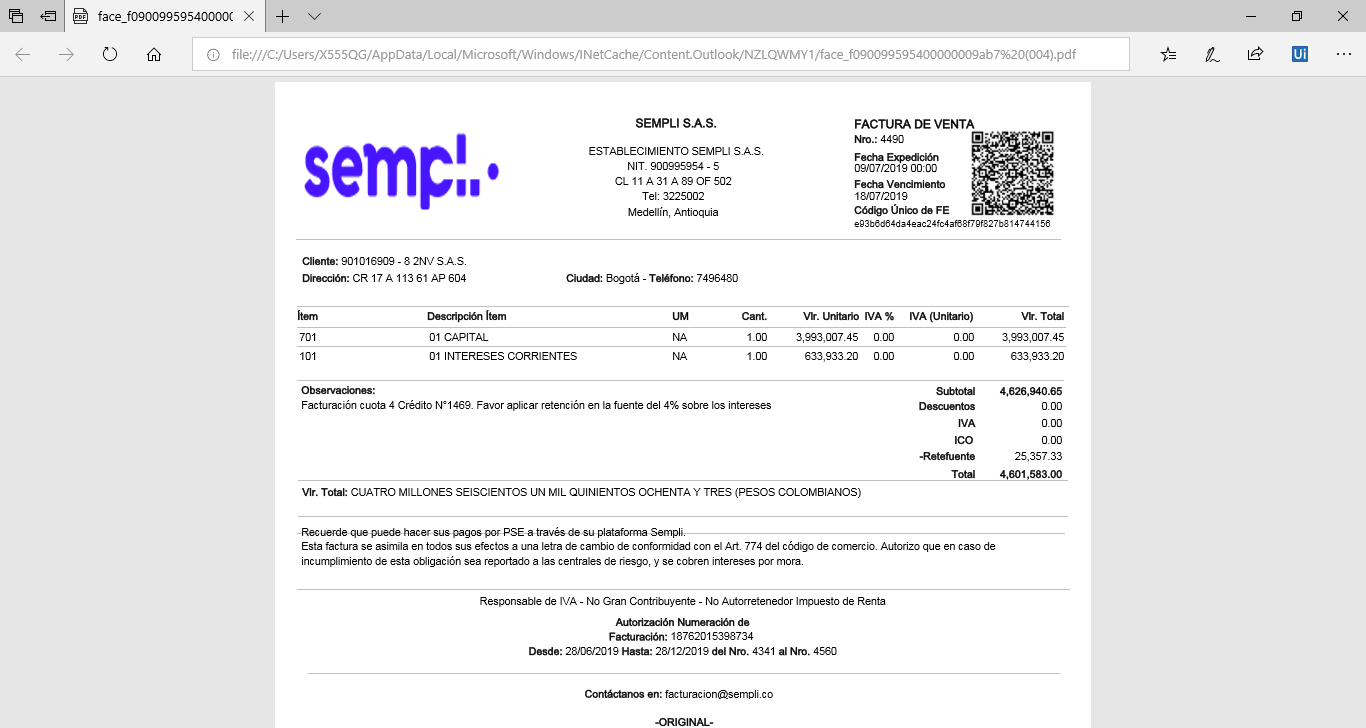 face_f090099595400000
file:///C:/Users/X555QG/AppData/Local/Microsoft/Windows/INetCache/Content.Outlook/NZLQWMY1/face_f090099595400000009ab7%20(004).pdf
sempli
SEMPLI S.A.S.
ESTABLECIMIENTO SEMPLI S.A.S.
NIT. 900995954 - 5
CL 11 A 31 A 89 OF 502
Tel: 3225002
Medellín, Antioquia
FACTURA DE VENTA
Nro.: 4490
Fecha Expedición
09/07/2019 00:00
Fecha Vencimiento
18/07/2019
Código Único de FE
e93b6d64da4eac24fc4af68f79f827b814744156
Cliente: 901016909 - 8 2NV S.A.S.
Dirección: CR 17 A 113 61 AP 604 Ciudad: Bogotá - Teléfono: 7496480
Ítem Descripción Ítem UM Cant. Vlr. Unitario IVA % IVA (Unitario) Vlr. Total
701 01 CAPITAL NA 1.00 3,993,007.45 0.00 0.00 3,993,007.45
101 01 INTERESES CORRIENTES NA 1.00 633,933.20 0.00 0.00 633,933.20
Observaciones:
Facturación cuota 4 Crédito N°1469. Favor aplicar retención en la fuente del 4% sobre los intereses
Subtotal 4,626,940.65
Descuentos 0.00
IVA 0.00
ICO 0.00
-Retefuente 25,357.33
Total 4,601,583.00
Vlr. Total: CUATRO MILLONES SEISCIENTOS UN MIL QUINIENTOS OCHENTA Y TRES (PESOS COLOMBIANOS)
Recuerde que puede hacer sus pagos por PSE a través de su plataforma Sempli.
Esta factura se asimila en todos sus efectos a una letra de cambio de conformidad con el Art. 774 del código de comercio. Autorizo que en caso de
incumplimiento de esta obligación sea reportado a las centrales de riesgo, y se cobren intereses por mora.
Responsable de IVA - No Gran Contribuyente - No Autorretenedor Impuesto de Renta
Autorización Numeración de
Facturación: 18762015398734
Desde: 28/06/2019 Hasta: 28/12/2019 del Nro. 4341 al Nro. 4560
Contáctanos en: facturacion@sempli.co
-ORIGINAL-